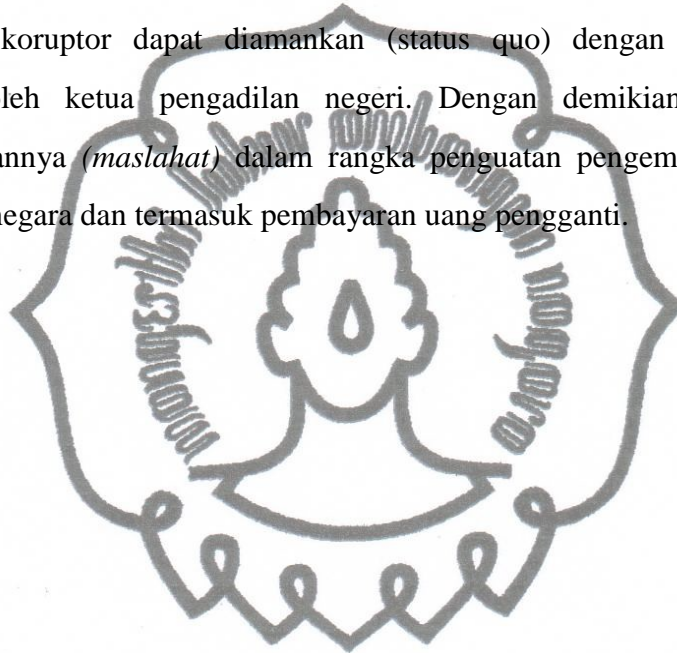 koruptor dapat diamankan (status quo) dengan
oleh ketua pengadilan negeri. Dengan demikian
annya (maslahat) dalam rangka penguatan pengem
negara dan termasuk pembayaran uang pengganti.